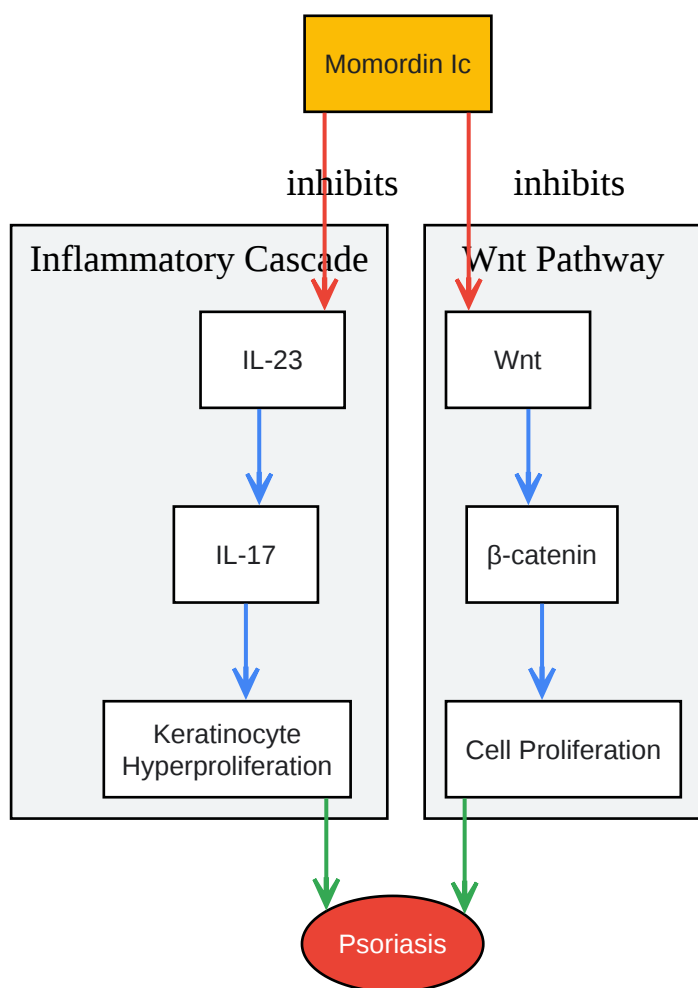 Momordin Ic
inhibits
inhibits
Inflammatory Cascade
Wnt Pathway
IL-23
Wnt
IL-17
β-catenin
Keratinocyte
Hyperproliferation
Cell Proliferation
Psoriasis